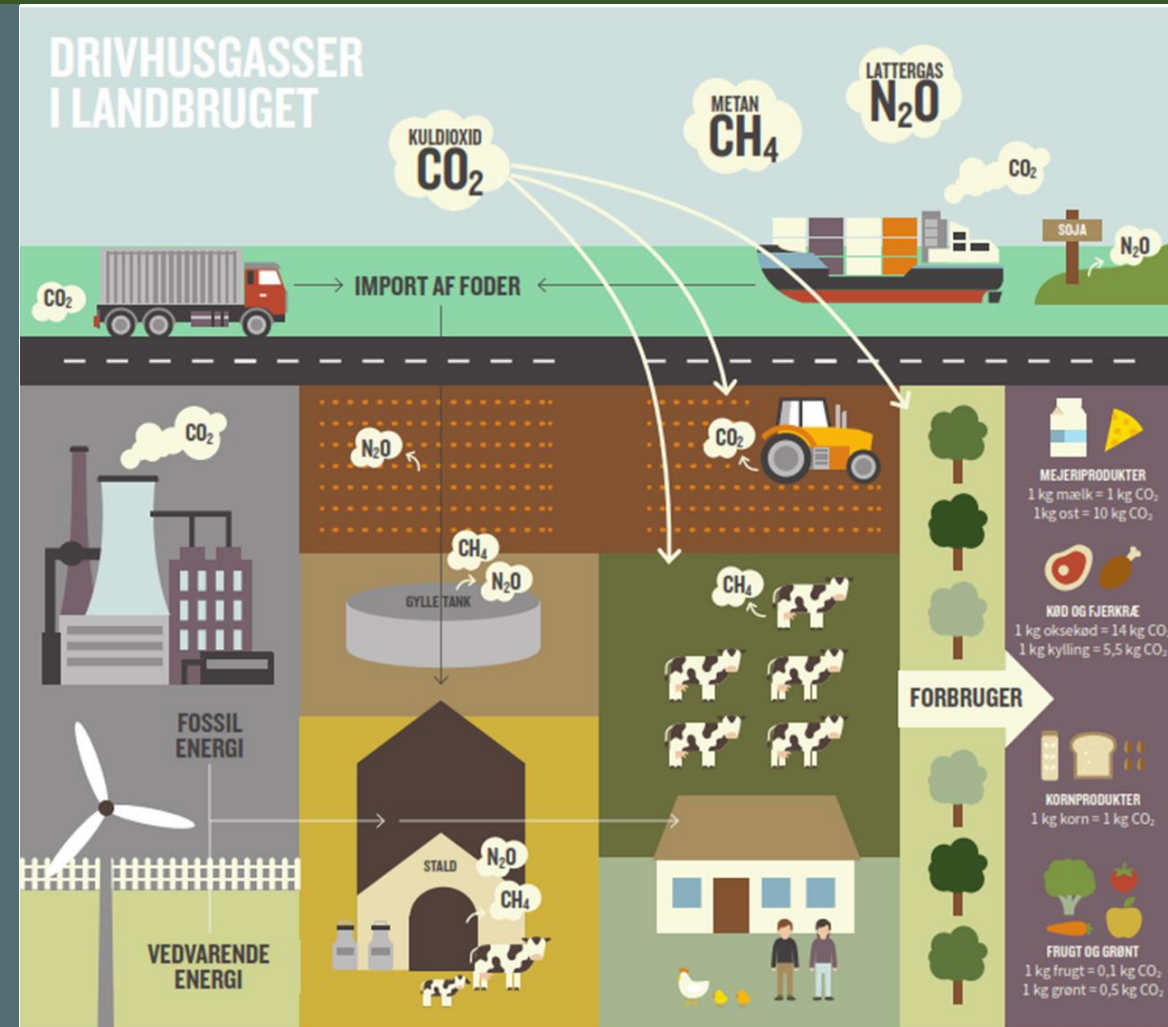 DRIVHUSGASSER
I LANDBRUGET
KULDIOXID
CO₂
METAN
CH₄
LATTERGAS
N₂O
CO₂
SOJA
N₂O
CO₂
IMPORT AF FODER
CO₂
N₂O
CO₂
CH₄
N₂O
GYLLE TANK
CH₄
FOSSIL
ENERGI
STALD
N₂O
CH₄
VEDVARENDE
ENERGI
FORBRUGER
MEJERIPRODUKTER
1 kg mælk = 1 kg CO₂
1kg ost = 10 kg CO₂
KØD OG FJERKRÆ
1 kg oksekød = 14 kg CO
1 kg kylling = 5,5 kg CO₂
KORNPRODUKTER
1 kg korn = 1 kg CO₂
FRUGT OG GRØNT
1 kg frugt = 0,1 kg CO₂
1 kg grønt = 0,5 kg CO₂